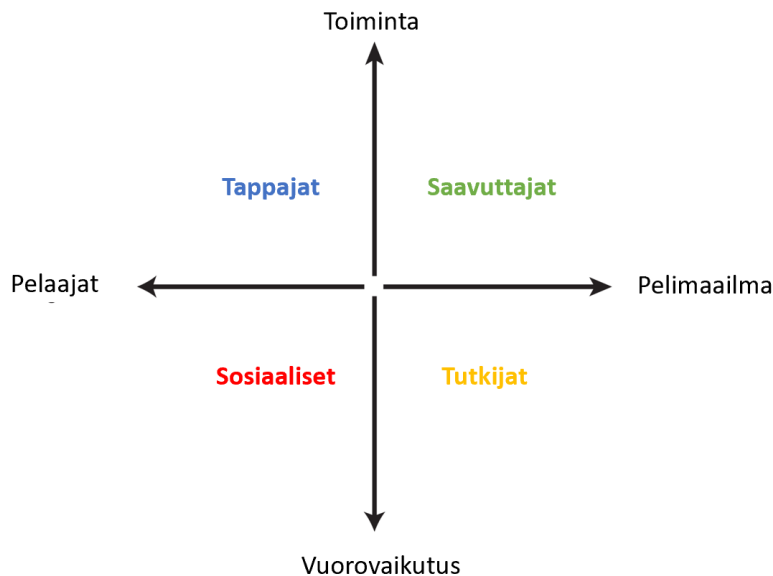 Toiminta
Tappajat
Saavuttajat
Pelaajat
Pelimaailma
Sosiaaliset
Tutkijat
Vuorovaikutus